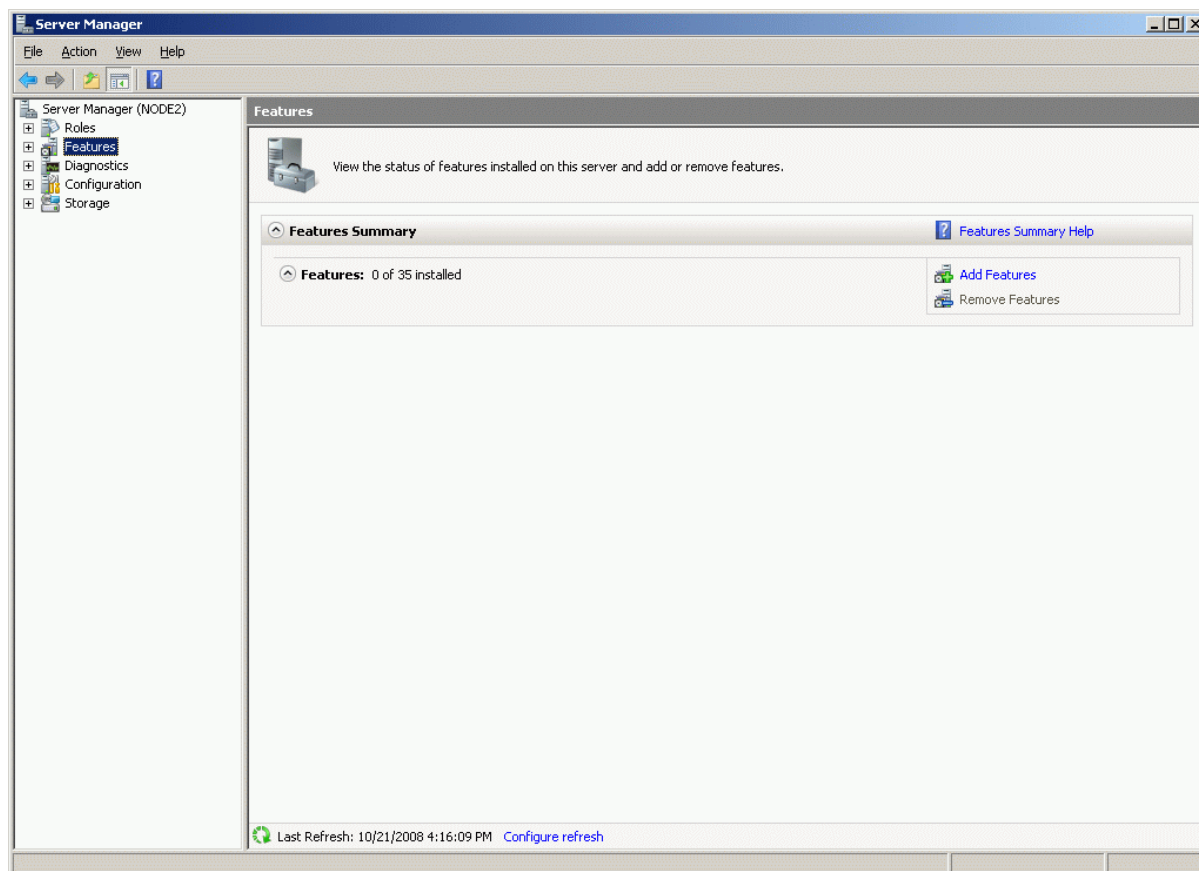 Server Manager
File Action View Help
Server Manager (NODE2)
Roles
Features
Diagnostics
Configuration
Storage
Features
View the status of features installed on this server and add or remove features.
Features Summary
Features Summary Help
Features: 0 of 35 installed
Add Features
Remove Features
Last Refresh: 10/21/2008 4:16:09 PM Configure refresh